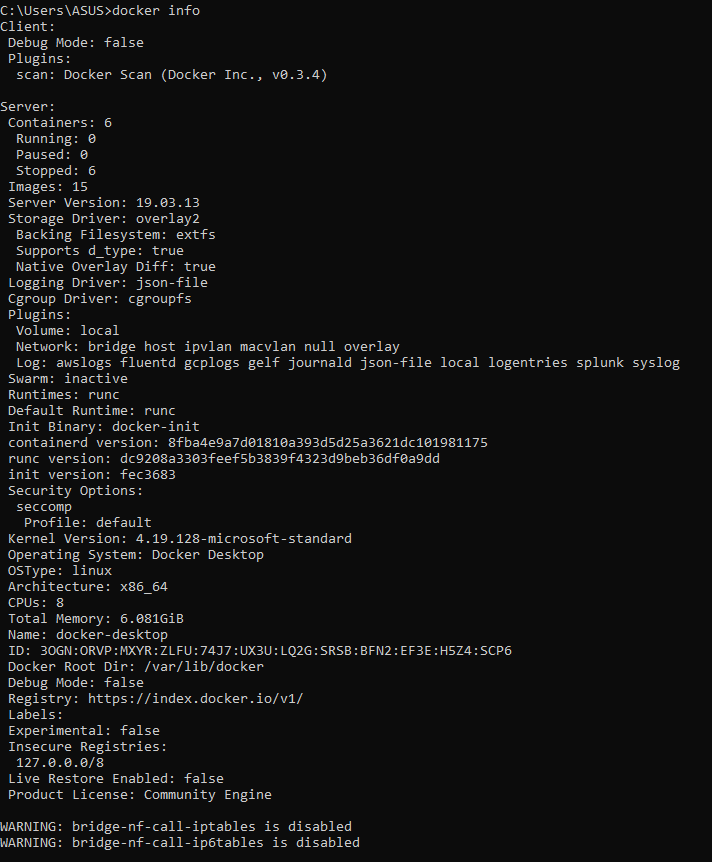 C:\Users\ASUS>docker info
Client:
 Debug Mode: false
 Plugins:
  scan: Docker Scan (Docker Inc., v0.3.4)

Server:
 Containers: 6
  Running: 0
  Paused: 0
  Stopped: 6
 Images: 15
 Server Version: 19.03.13
 Storage Driver: overlay2
  Backing Filesystem: extfs
  Supports d_type: true
  Native Overlay Diff: true
 Logging Driver: json-file
 Cgroup Driver: cgroupfs
 Plugins:
  Volume: local
  Network: bridge host ipvlan macvlan null overlay
  Log: awslogs fluentd gcplogs gelf journald json-file local logentries splunk syslog
 Swarm: inactive
 Runtimes: runc
 Default Runtime: runc
 Init Binary: docker-init
 containerd version: 8fba4e9a7d01810a393d5d25a3621dc101981175
 runc version: dc9208a3303feef5b3839f4323d9beb36df0a9dd
 init version: fec3683
 Security Options:
  seccomp
   Profile: default
 Kernel Version: 4.19.128-microsoft-standard
 Operating System: Docker Desktop
 OSType: linux
 Architecture: x86_64
 CPUs: 8
 Total Memory: 6.081GiB
 Name: docker-desktop
 ID: 3OGN:ORVP:MXYR:ZLFU:74J7:UX3U:LQ2G:SRSB:BFN2:EF3E:H5Z4:SCP6
 Docker Root Dir: /var/lib/docker
 Debug Mode: false
 Registry: https://index.docker.io/v1/
 Labels:
 Experimental: false
 Insecure Registries:
  127.0.0.0/8
 Live Restore Enabled: false
 Product License: Community Engine

WARNING: bridge-nf-call-iptables is disabled
WARNING: bridge-nf-call-ip6tables is disabled